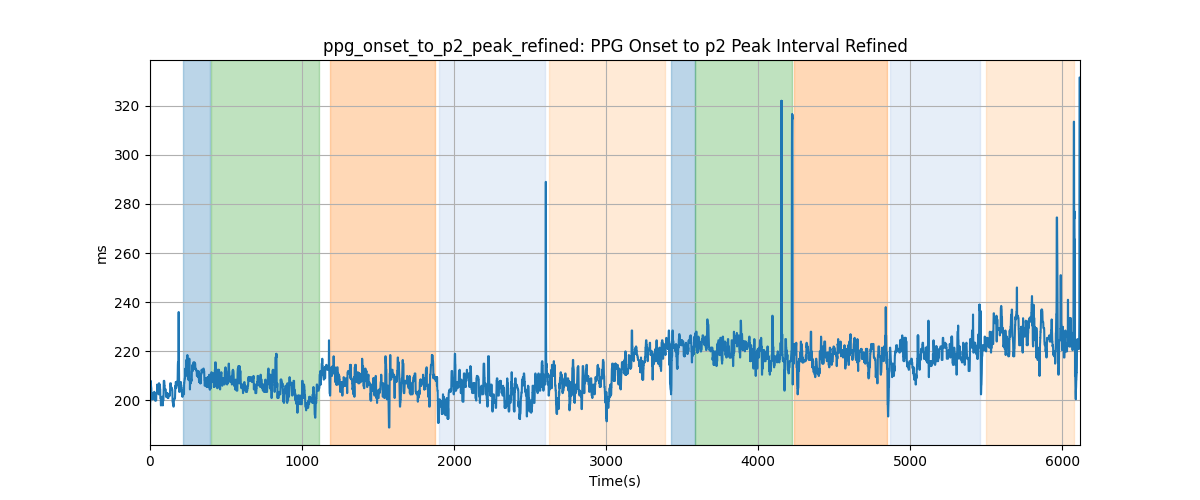 ppg_onset_to_p2_peak_refined: PPG Onset to p2 Peak Interval Refined
320
300
280
260
240
220
200
ms
0 1000 2000 3000 4000 5000 6000
Time(s)